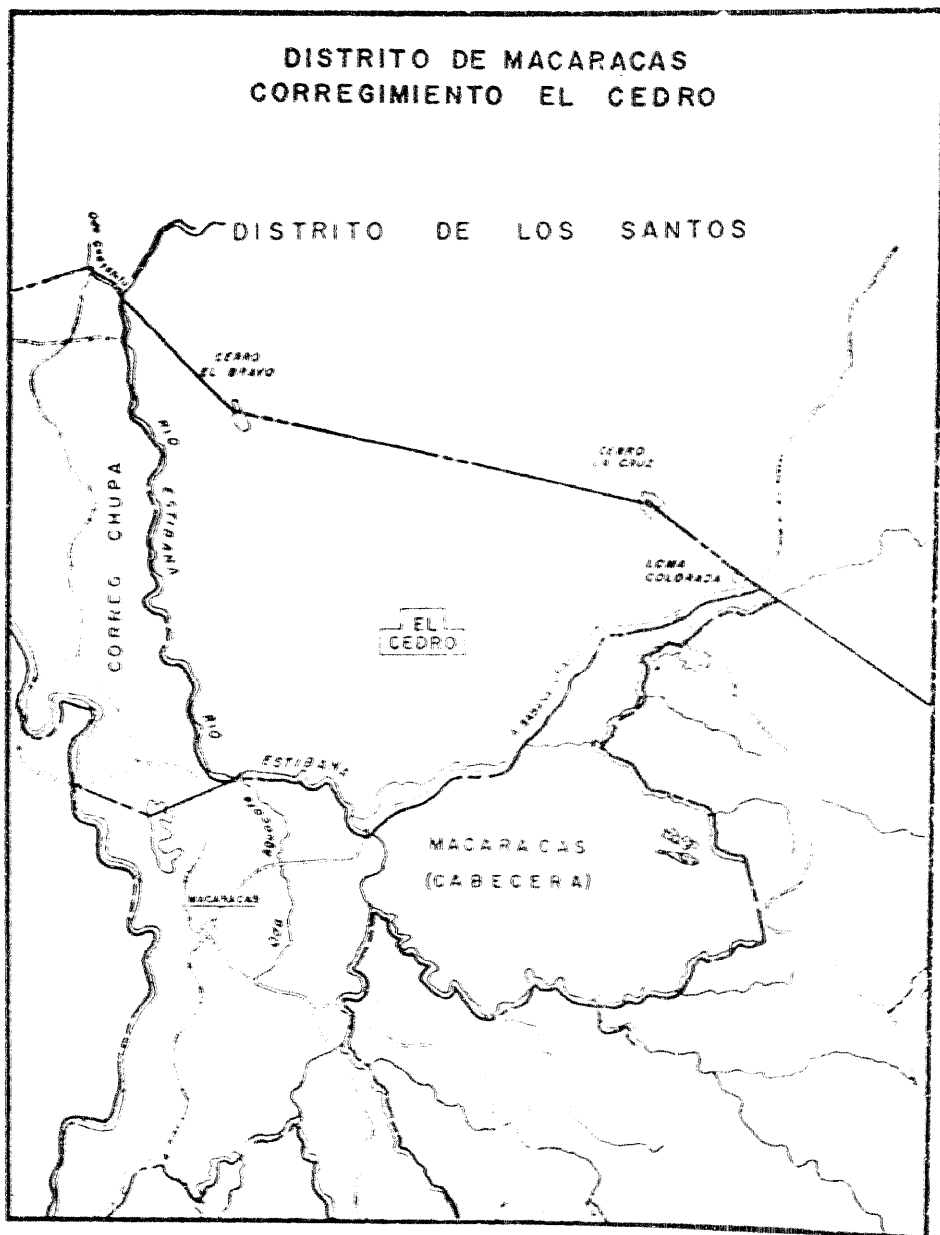 DISTRITO DE MACARACAS
CORREGIMIENTO EL CEDRO
DISTRITO DE LOS SANTOS
CERRO
EL BRAVO
CERRO
LA CRUZ
RIO
ESTIBANA
CORREG CHUPA
LOMA
COLORADA
EL
CEDRO
RIO
ESTIBANA
MACARACAS
(CABECERA)
MACARACAS